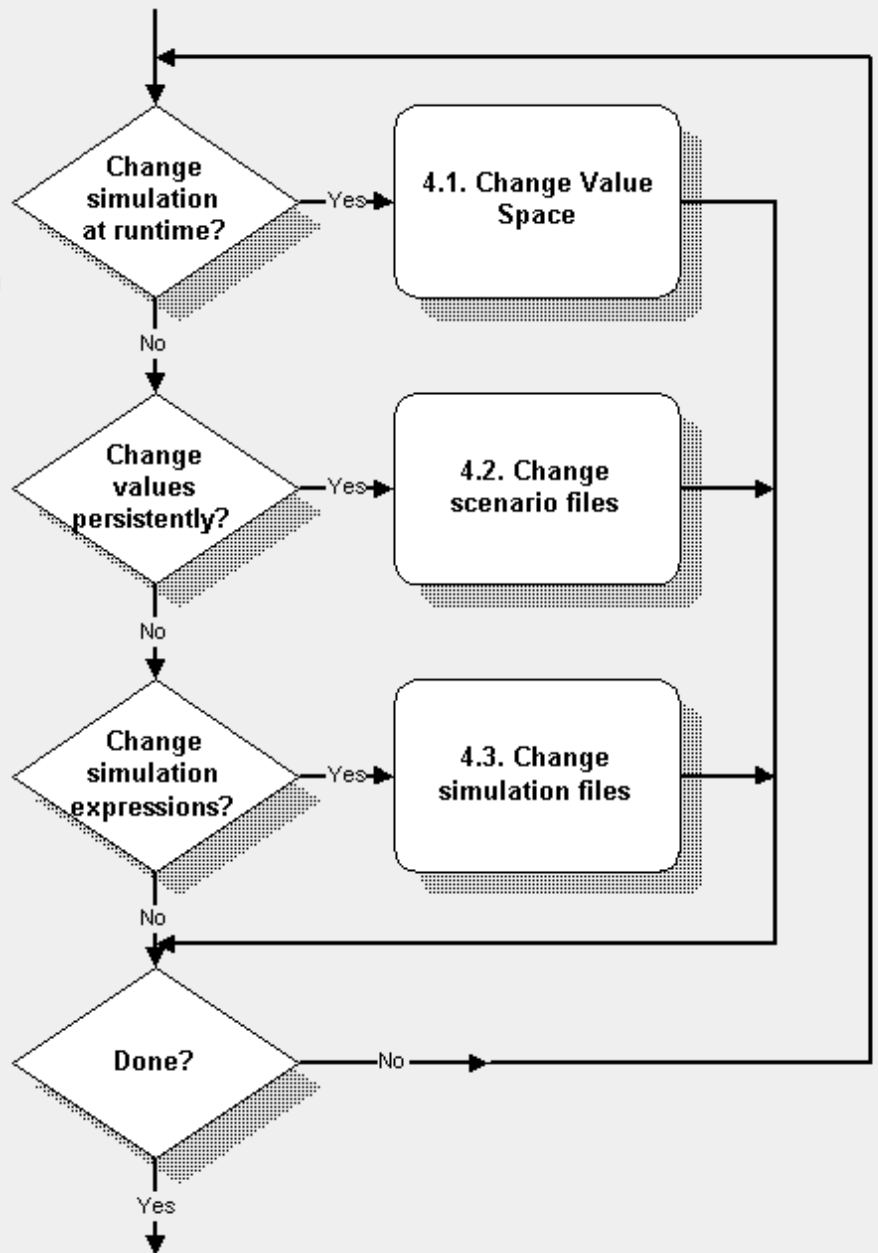 Change
simulation
at runtime?
Yes
4.1. Change Value
Space
No
Change
values
persistently?
Yes
4.2. Change
scenario files
No
Change
simulation
expressions?
Yes
4.3. Change
simulation files
No
Done?
No
Yes